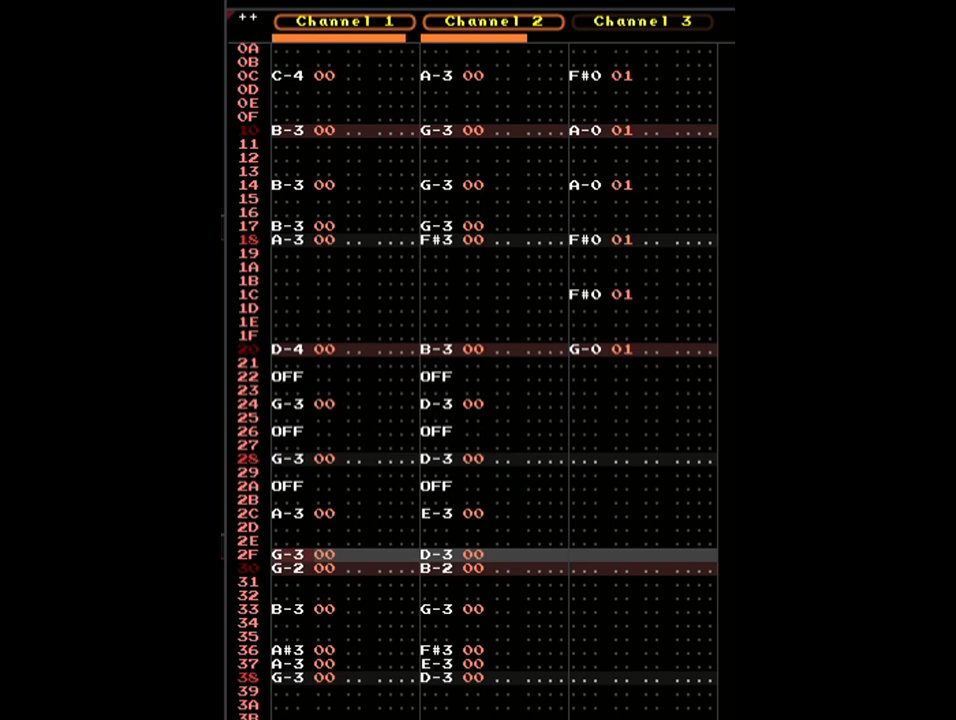 ++ Channel 1 Channel 2 Channel 3
0A
0B
0C C-4 00 A-3 00 F#0 01
0D
0E
0F
10 B-3 00 .. .... G-3 00 .. .... A-0 01 .. ....
11
12
13
14 B-3 00 G-3 00 A-0 01
15
16
17 B-3 00 G-3 00
18 A-3 00 .. .... F#3 00 .. .... F#0 01 .. ....
19
1A
1B
1C F#0 01
1D
1E
1F
20 D-4 00 .. .... B-3 00 .. .... G-0 01 .. ....
21
22 OFF OFF
23
24 G-3 00 D-3 00
25
26 OFF OFF
27
28 G-3 00 .. .... D-3 00 .. .... ... .. .. ....
29
2A OFF OFF
2B
2C A-3 00 E-3 00
2D
2E
2F G-3 00 D-3 00
30 G-2 00 .. .... B-2 00 .. .... ... .. .. ....
31
32
33 B-3 00 G-3 00
34
35
36 A#3 00 F#3 00
37 A-3 00 E-3 00
38 G-3 00 .. .... D-3 00 .. .... ... .. .. ....
39
3A
3B